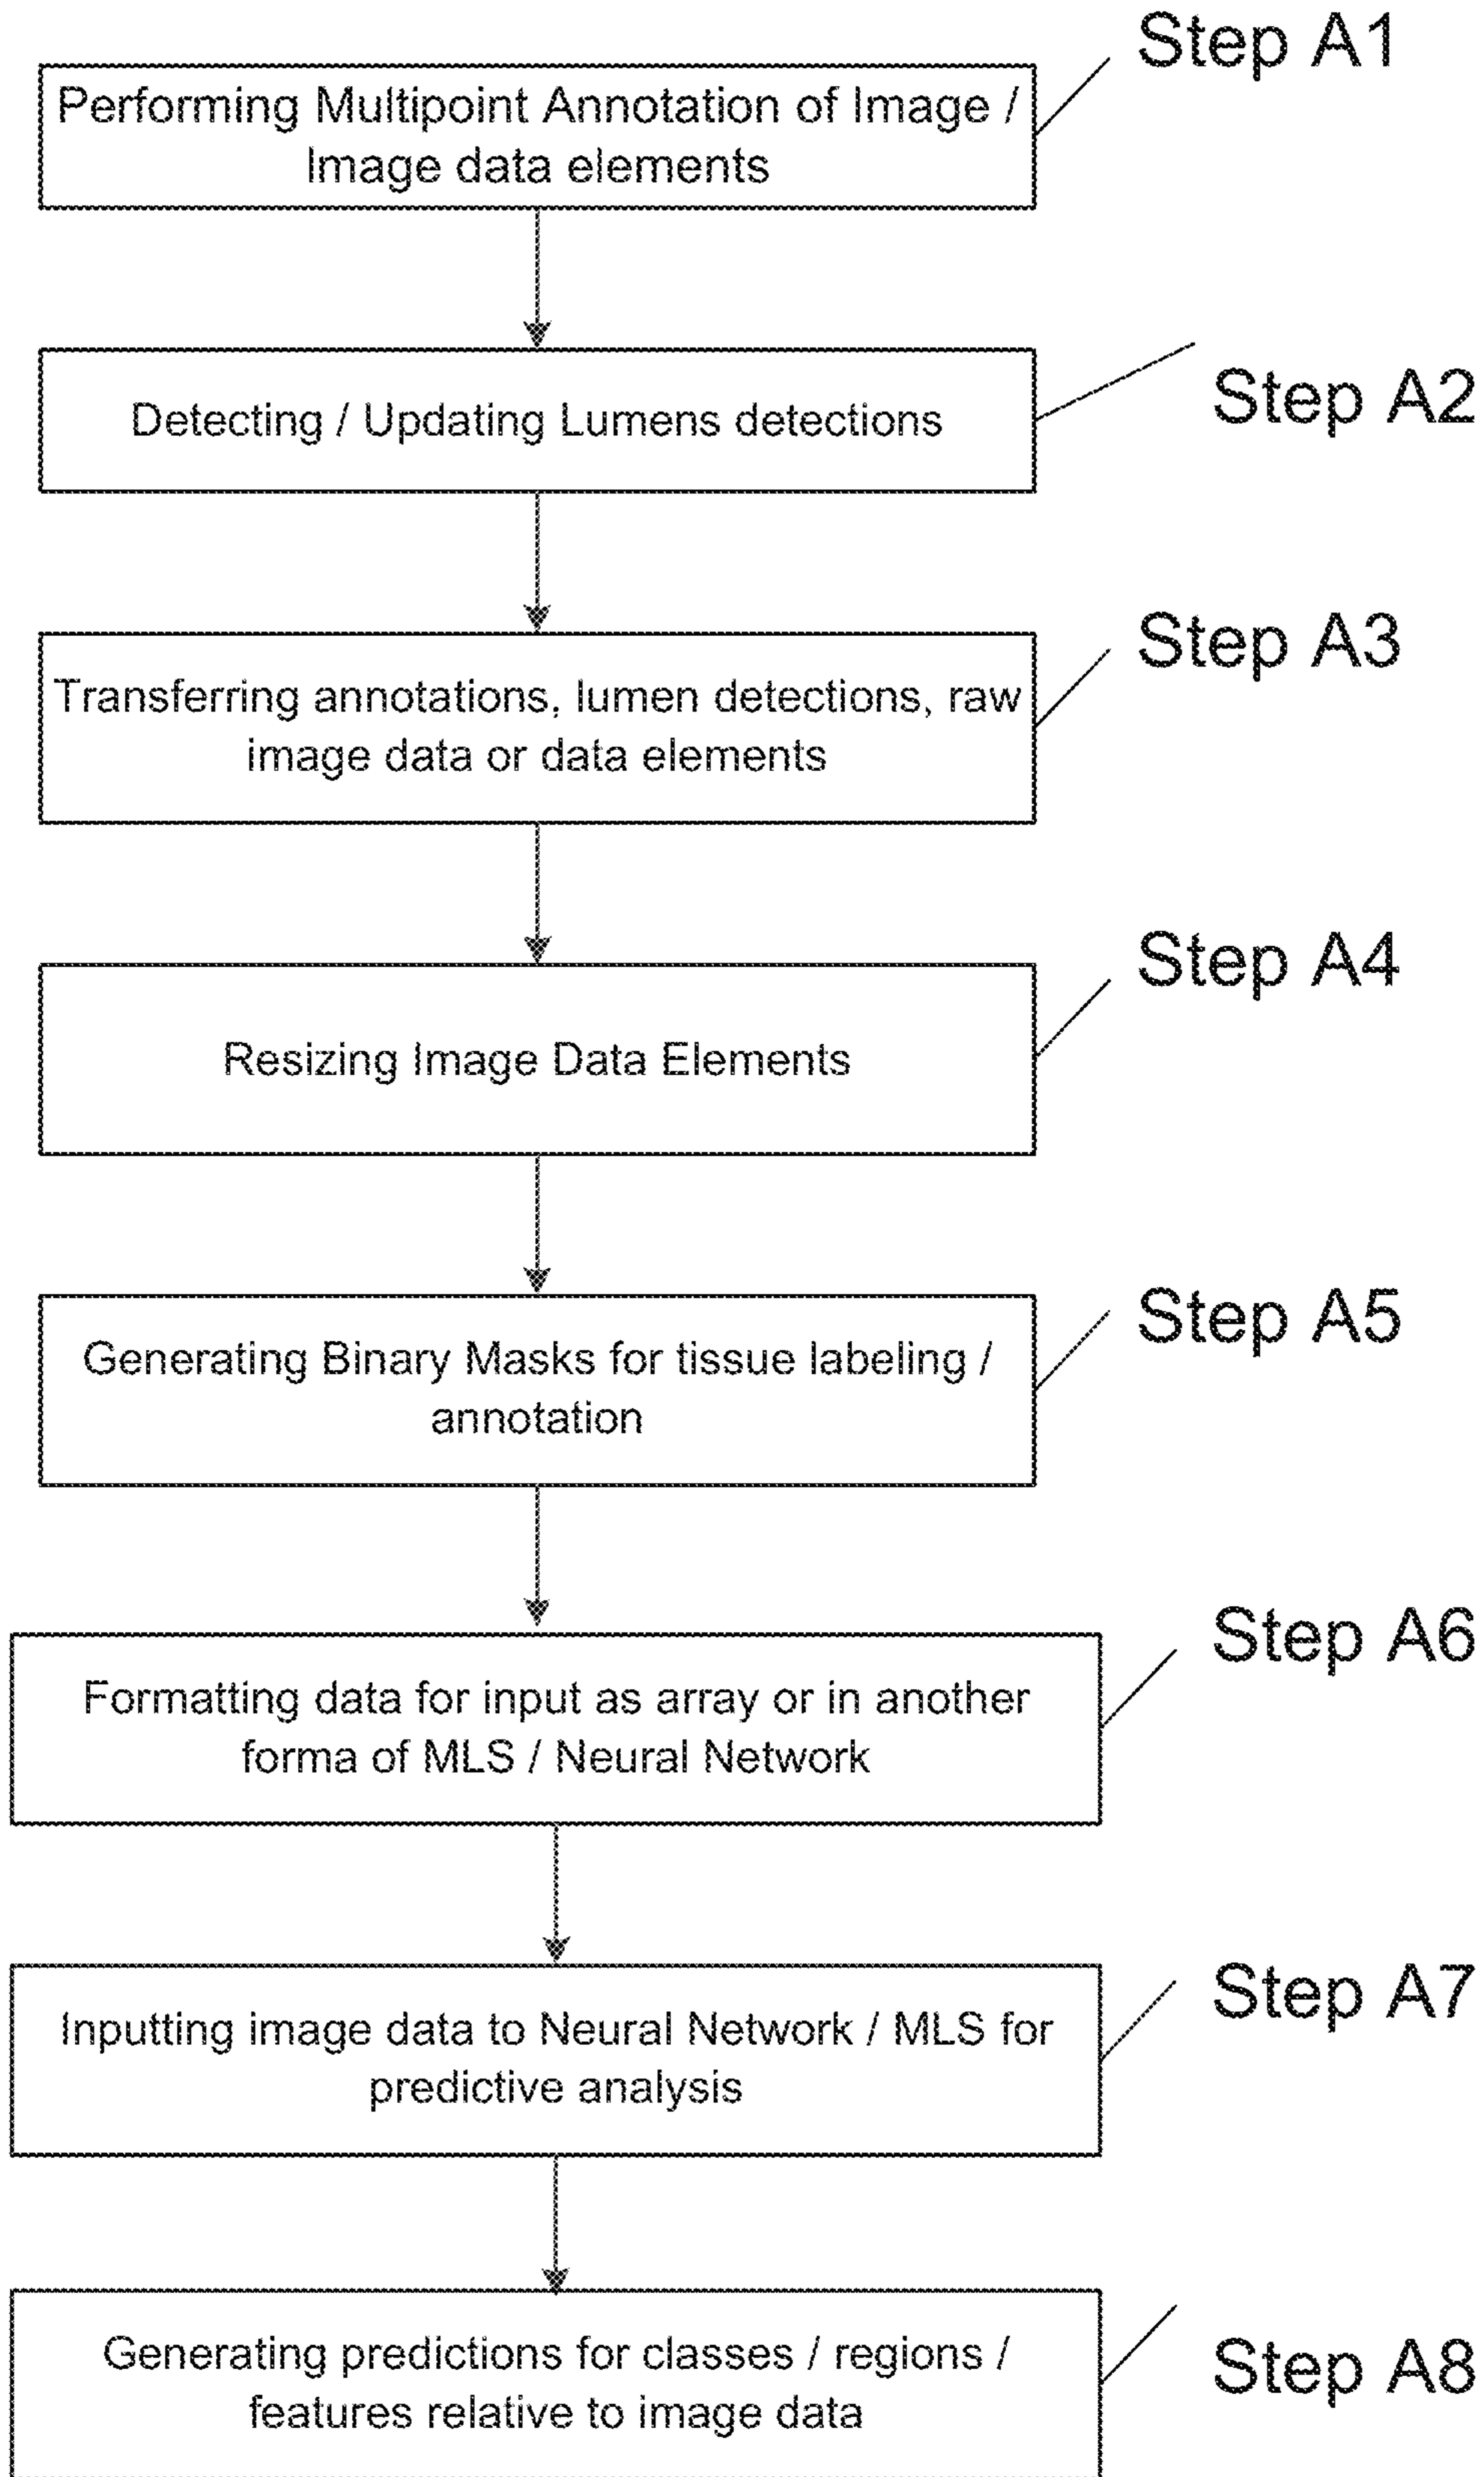 Step A1
Performing Multipoint Annotation of Image /
Image data elements
Step A2
Detecting / Updating Lumens detections
Step A3
Transferring annotations, lumen detections, raw
image data or data elements
Step A4
Resizing Image Data Elements
Step A5
Generating Binary Masks for tissue labeling /
annotation
Step A6
Formatting data for input as array or in another
forma of MLS / Neural Network
Step A7
Inputting image data to Neural Network / MLS for
predictive analysis
Step A8
Generating predictions for classes / regions /
features relative to image data